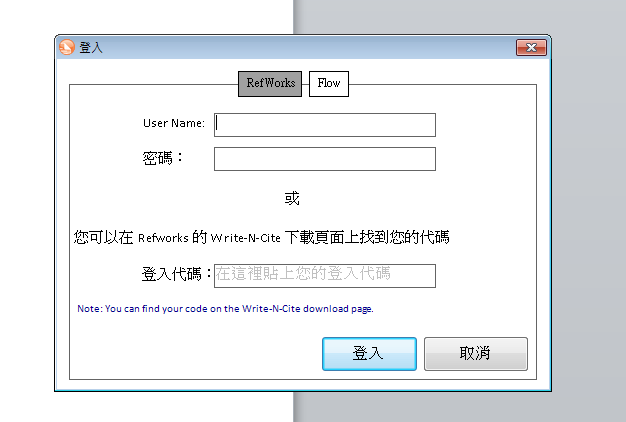 登入
RefWorks Flow
User Name:
密碼：
或
您可以在 Refworks 的 Write-N-Cite 下載頁面上找到您的代碼
登入代碼：在這裡貼上您的登入代碼
Note: You can find your code on the Write-N-Cite download page.
登入 取消